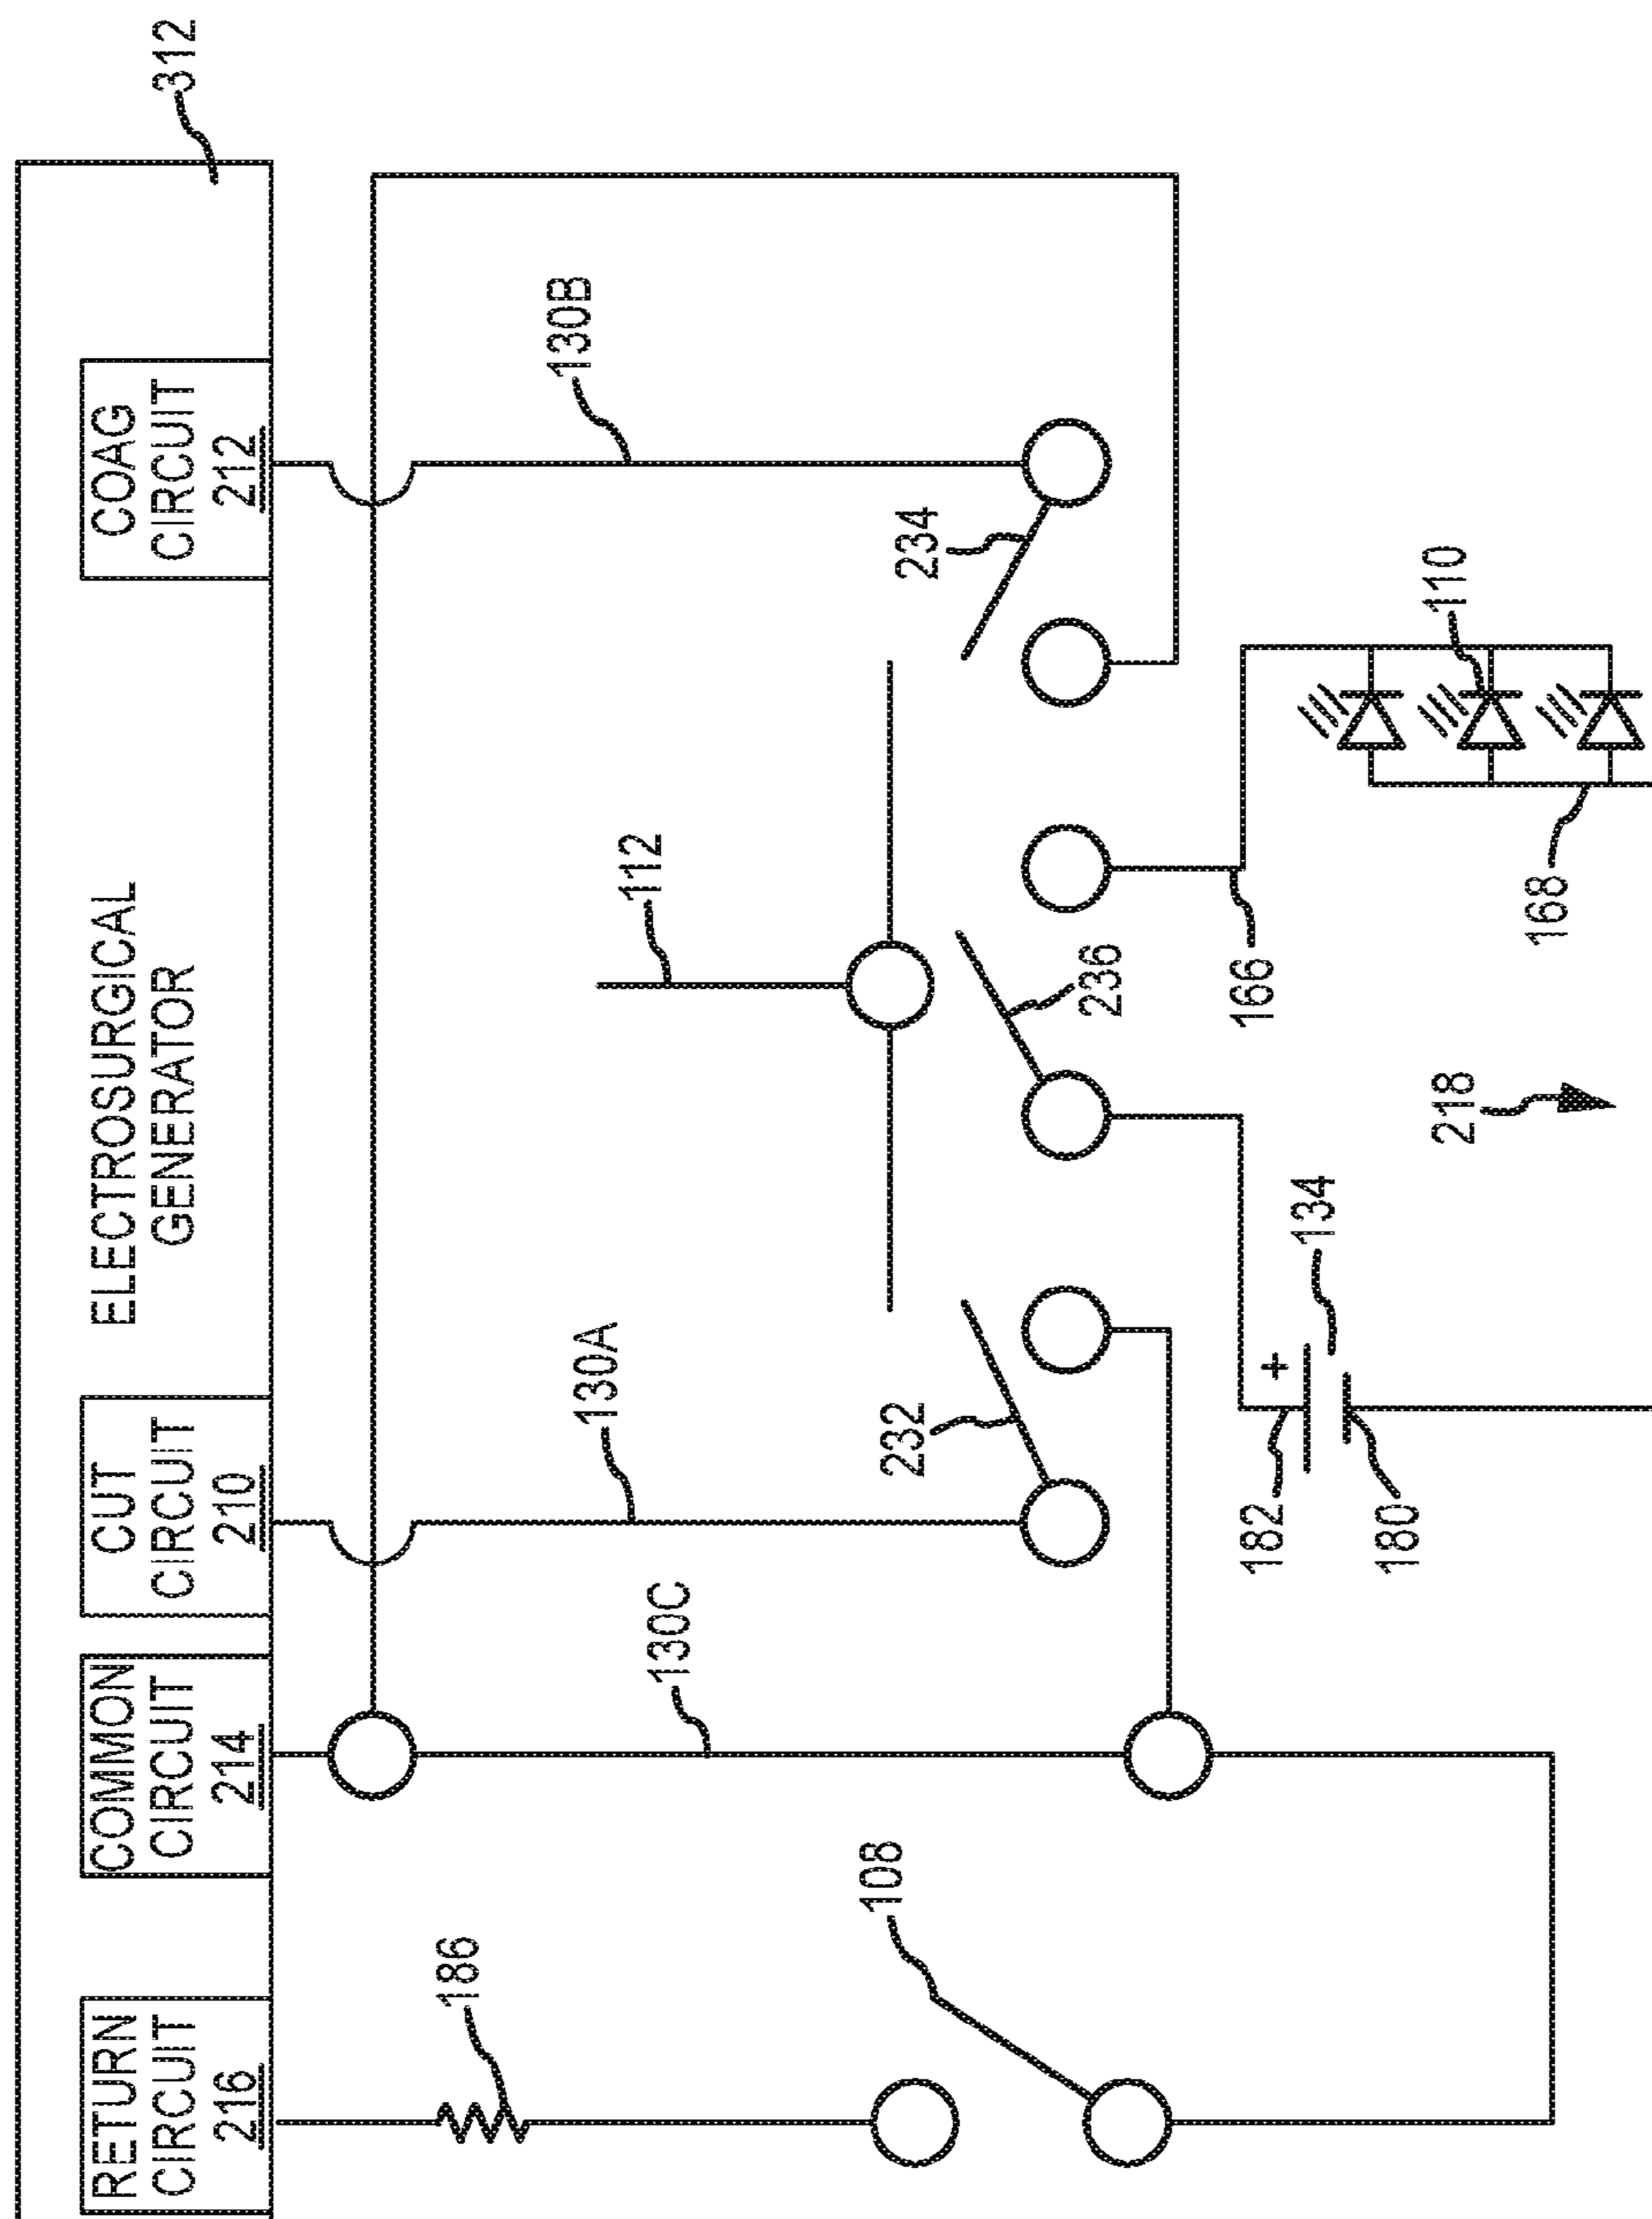 RETURN
CIRCUIT
216
COMMON
CIRCUIT
214
CUT
CIRCUIT
210
ELECTROSURGICAL
GENERATOR
COAG
CIRCUIT
212
312
186
130C
130A
112
130B
108
232
236
234
182
+
134
180
166
218
168
110